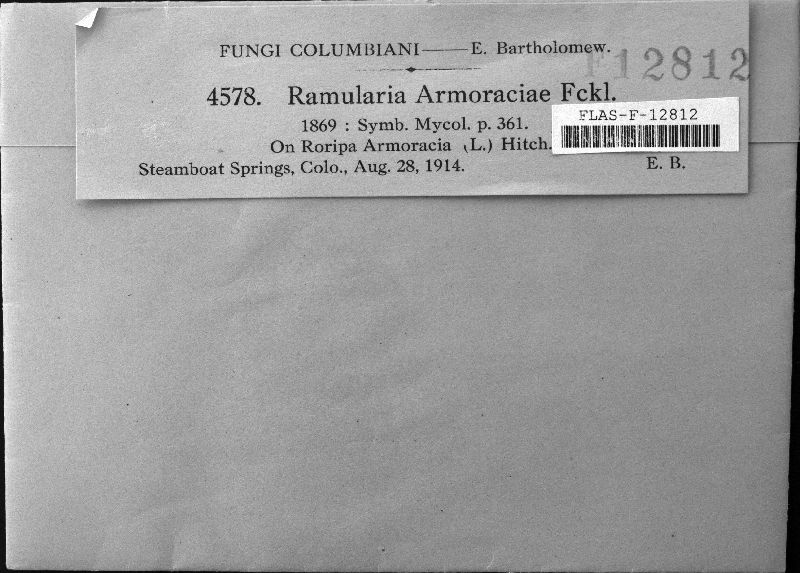 FUNGI COLUMBIANI——E. Bartholomew.
F12812
4578. Ramularia Armoraciae Fckl.
FLAS-F-12812
1869 : Symb. Mycol. p. 361.
On Roripa Armoracia (L.) Hitch.
Steamboat Springs, Colo., Aug. 28, 1914. E. B.